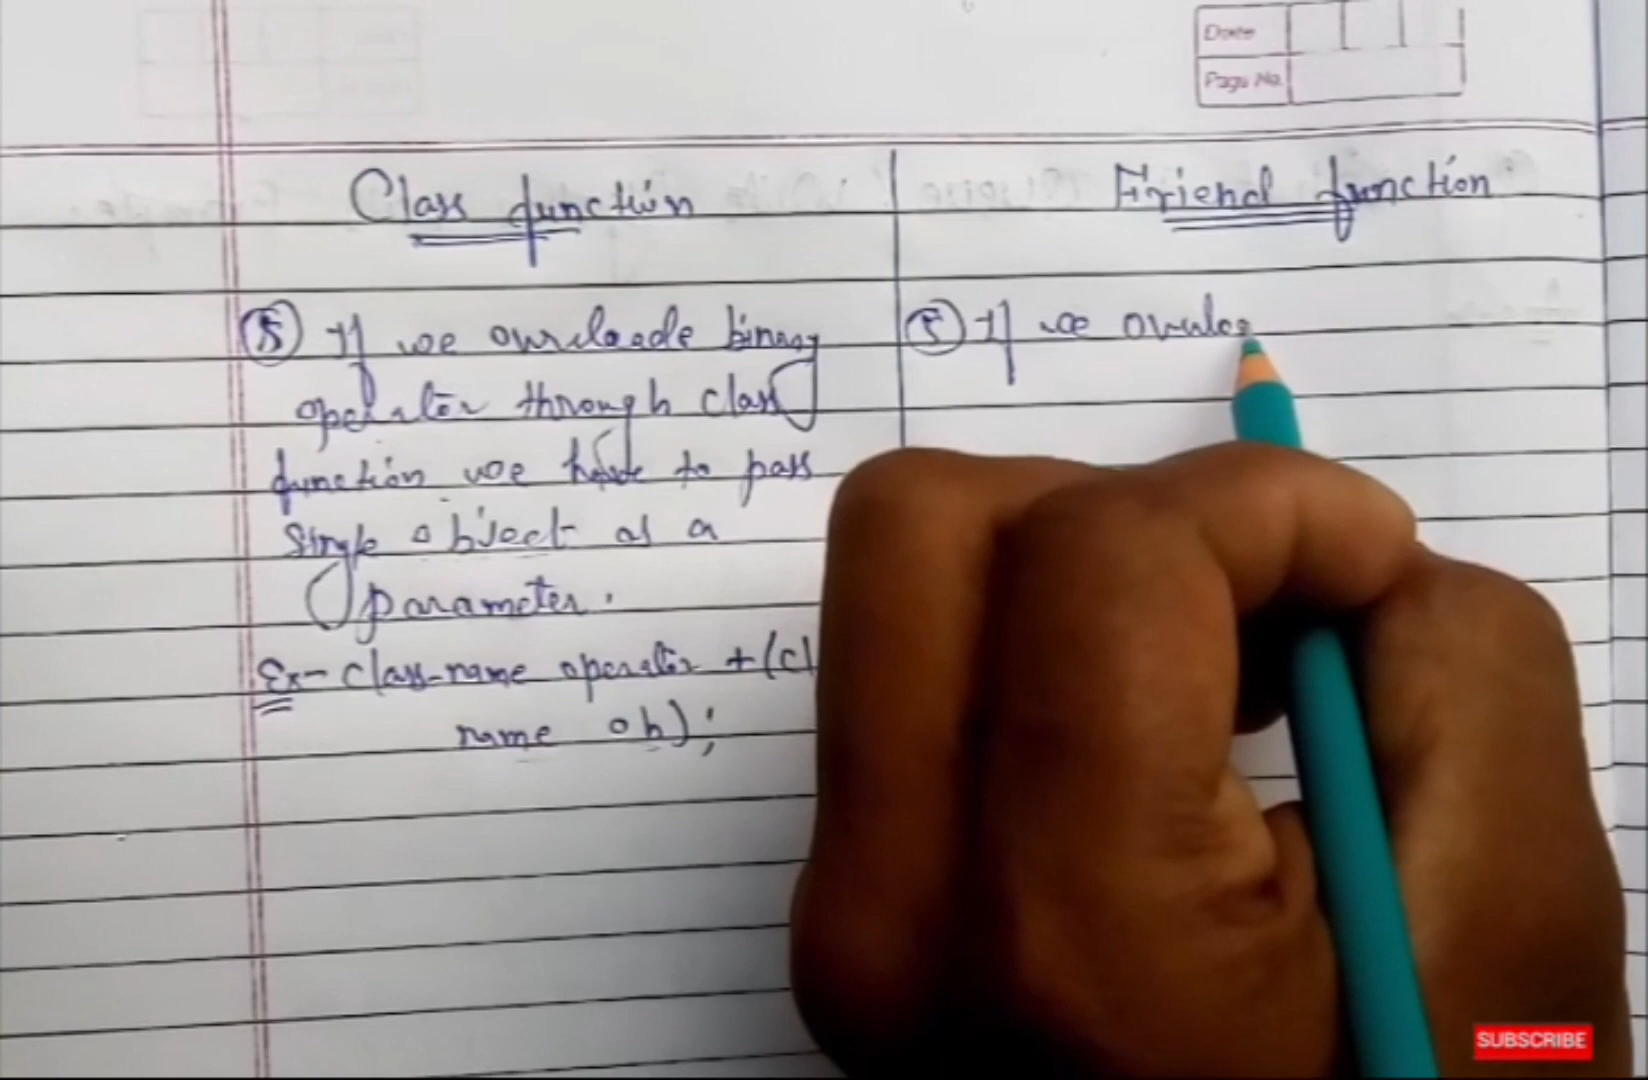 Date
Page No.
Class function
Friend function
⑤ If we overloade binary
operator through class
function we have to pass
single object as a
parameter.
Ex- class-name operator + (cl
name ob);
⑤ If we overloa
SUBSCRIBE